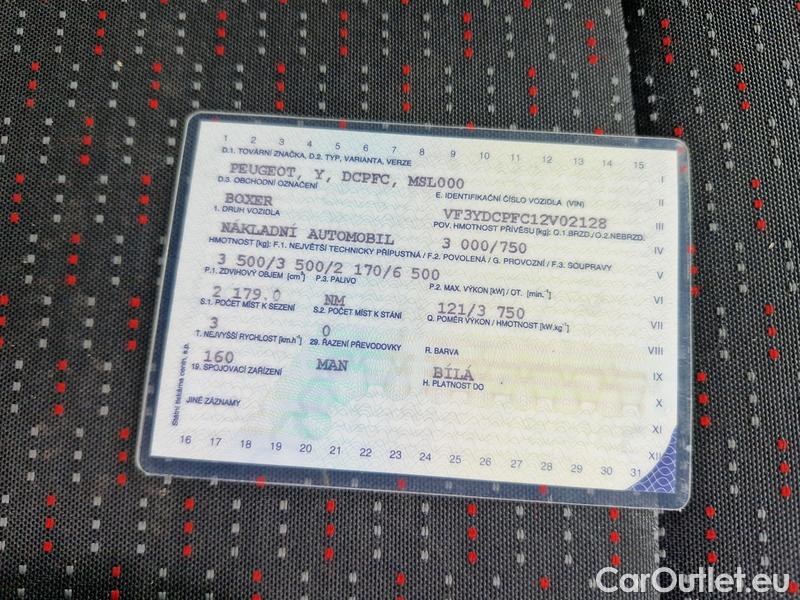 1 2 3 4 5 6 7 8 9 10 11 12 13 14 15
D.1. TOVÁRNÍ ZNAČKA, D.2. TYP, VARIANTA, VERZE I
PEUGEOT, Y, DCPFC, MSL000
D.3. OBCHODNÍ OZNAČENÍ E. IDENTIFIKAČNÍ ČÍSLO VOZIDLA (VIN) II
BOXER VF3YDCPFC12V02128
1. DRUH VOZIDLA POV. HMOTNOST PŘÍVĚSU [kg]: O.1.BRZD./O.2.NEBRZD. III
NÁKLADNÍ AUTOMOBIL 3 000/750
HMOTNOST [kg]: F.1. NEJVĚTŠÍ TECHNICKY PŘÍPUSTNÁ / F.2. POVOLENÁ / G. PROVOZNÍ / F.3. SOUPRAVY IV
3 500/3 500/2 170/6 500
P.1. ZDVIHOVÝ OBJEM [cm³] P.3. PALIVO P.2. MAX. VÝKON [kW] / OT. [min.⁻¹] V
2 179.0 NM 121/3 750 VI
S.1. POČET MÍST K SEZENÍ S.2. POČET MÍST K STÁNÍ Q. POMĚR VÝKON / HMOTNOST [kW.kg⁻¹] VII
3 0
T. NEJVYŠŠÍ RYCHLOST [km.h⁻¹] 29. ŘAZENÍ PŘEVODOVKY R. BARVA VIII
160 MAN BÍLÁ IX
19. SPOJOVACÍ ZAŘÍZENÍ H. PLATNOST DO
JINÉ ZÁZNAMY X
XI
XII
16 17 18 19 20 21 22 23 24 25 26 27 28 29 30 31
Státní tiskárna cenin, s.p.
CarOutlet.eu